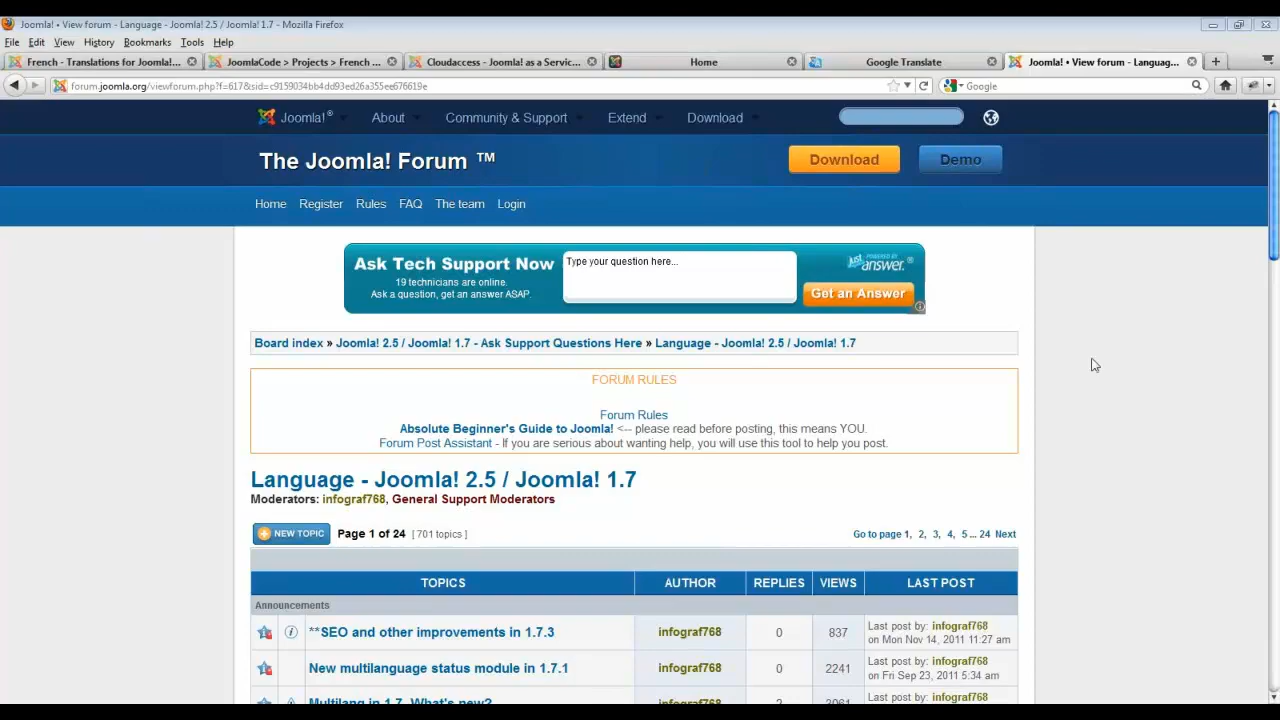 Joomla! • View forum - Language - Joomla! 2.5 / Joomla! 1.7 - Mozilla Firefox
File Edit View History Bookmarks Tools Help
French - Translations for Joomla!... JoomlaCode > Projects > French ... Cloudaccess - Joomla! as a Servic... Home Google Translate Joomla! • View forum - Languag...
forum.joomla.org/viewforum.php?f=617&sid=c9159034bb4dd93ed26a355ee676619e Google
Joomla!® About Community & Support Extend Download
The Joomla! Forum ™ Download Demo
Home Register Rules FAQ The team Login
Ask Tech Support Now
19 technicians are online.
Ask a question, get an answer ASAP.
Type your question here...
POWERED BY
Just answer.®
Get an Answer
Board index » Joomla! 2.5 / Joomla! 1.7 - Ask Support Questions Here » Language - Joomla! 2.5 / Joomla! 1.7
FORUM RULES
Forum Rules
Absolute Beginner's Guide to Joomla! <-- please read before posting, this means YOU.
Forum Post Assistant - If you are serious about wanting help, you will use this tool to help you post.
Language - Joomla! 2.5 / Joomla! 1.7
Moderators: infograf768, General Support Moderators
NEW TOPIC Page 1 of 24 [ 701 topics ] Go to page 1, 2, 3, 4, 5 ... 24 Next
TOPICS AUTHOR REPLIES VIEWS LAST POST
Announcements
**SEO and other improvements in 1.7.3 infograf768 0 837 Last post by: infograf768
on Mon Nov 14, 2011 11:27 am
New multilanguage status module in 1.7.1 infograf768 0 2241 Last post by: infograf768
on Fri Sep 23, 2011 5:34 am
Multilang in 1.7. What's new? infograf768 Last post by: infograf768